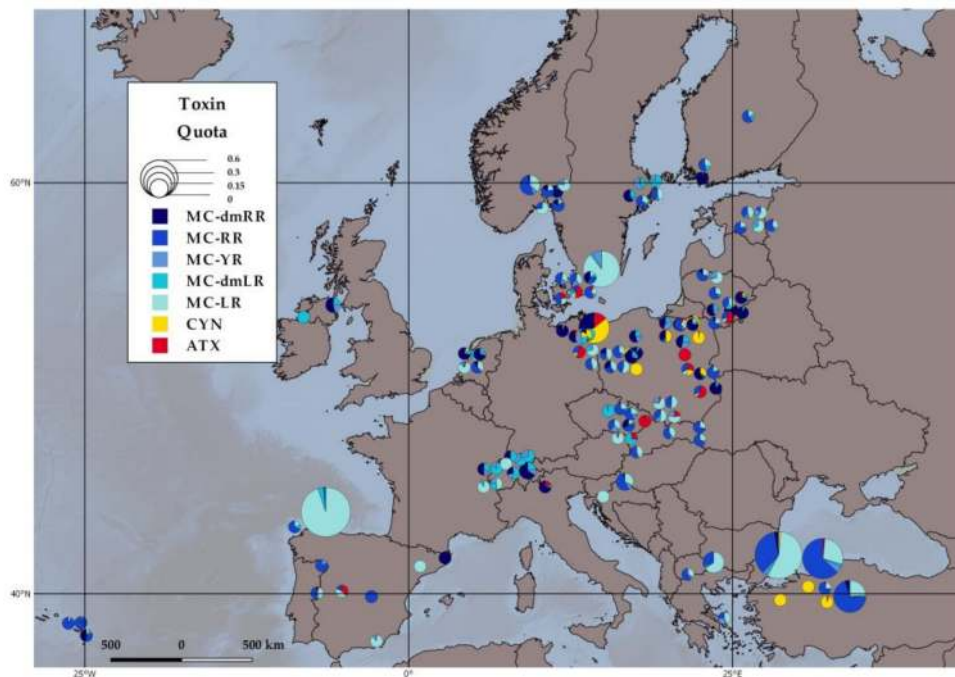 Toxin
Quota
0.6
0.3
0.15
0
MC-dmRR
MC-RR
MC-YR
MC-dmLR
MC-LR
CYN
ATX
60°N
40°N
500 0 500 km
25°W 0° 25°E